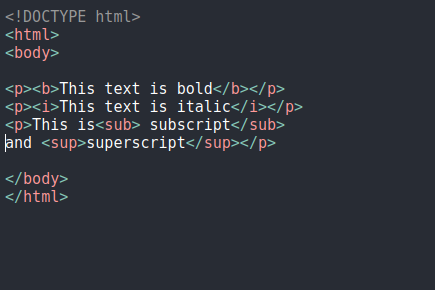 <!DOCTYPE html>
<html>
<body>
<p><b>This text is bold</b></p>
<p><i>This text is italic</i></p>
<p>This is<sub> subscript</sub>
and <sup>superscript</sup></p>
</body>
</html>